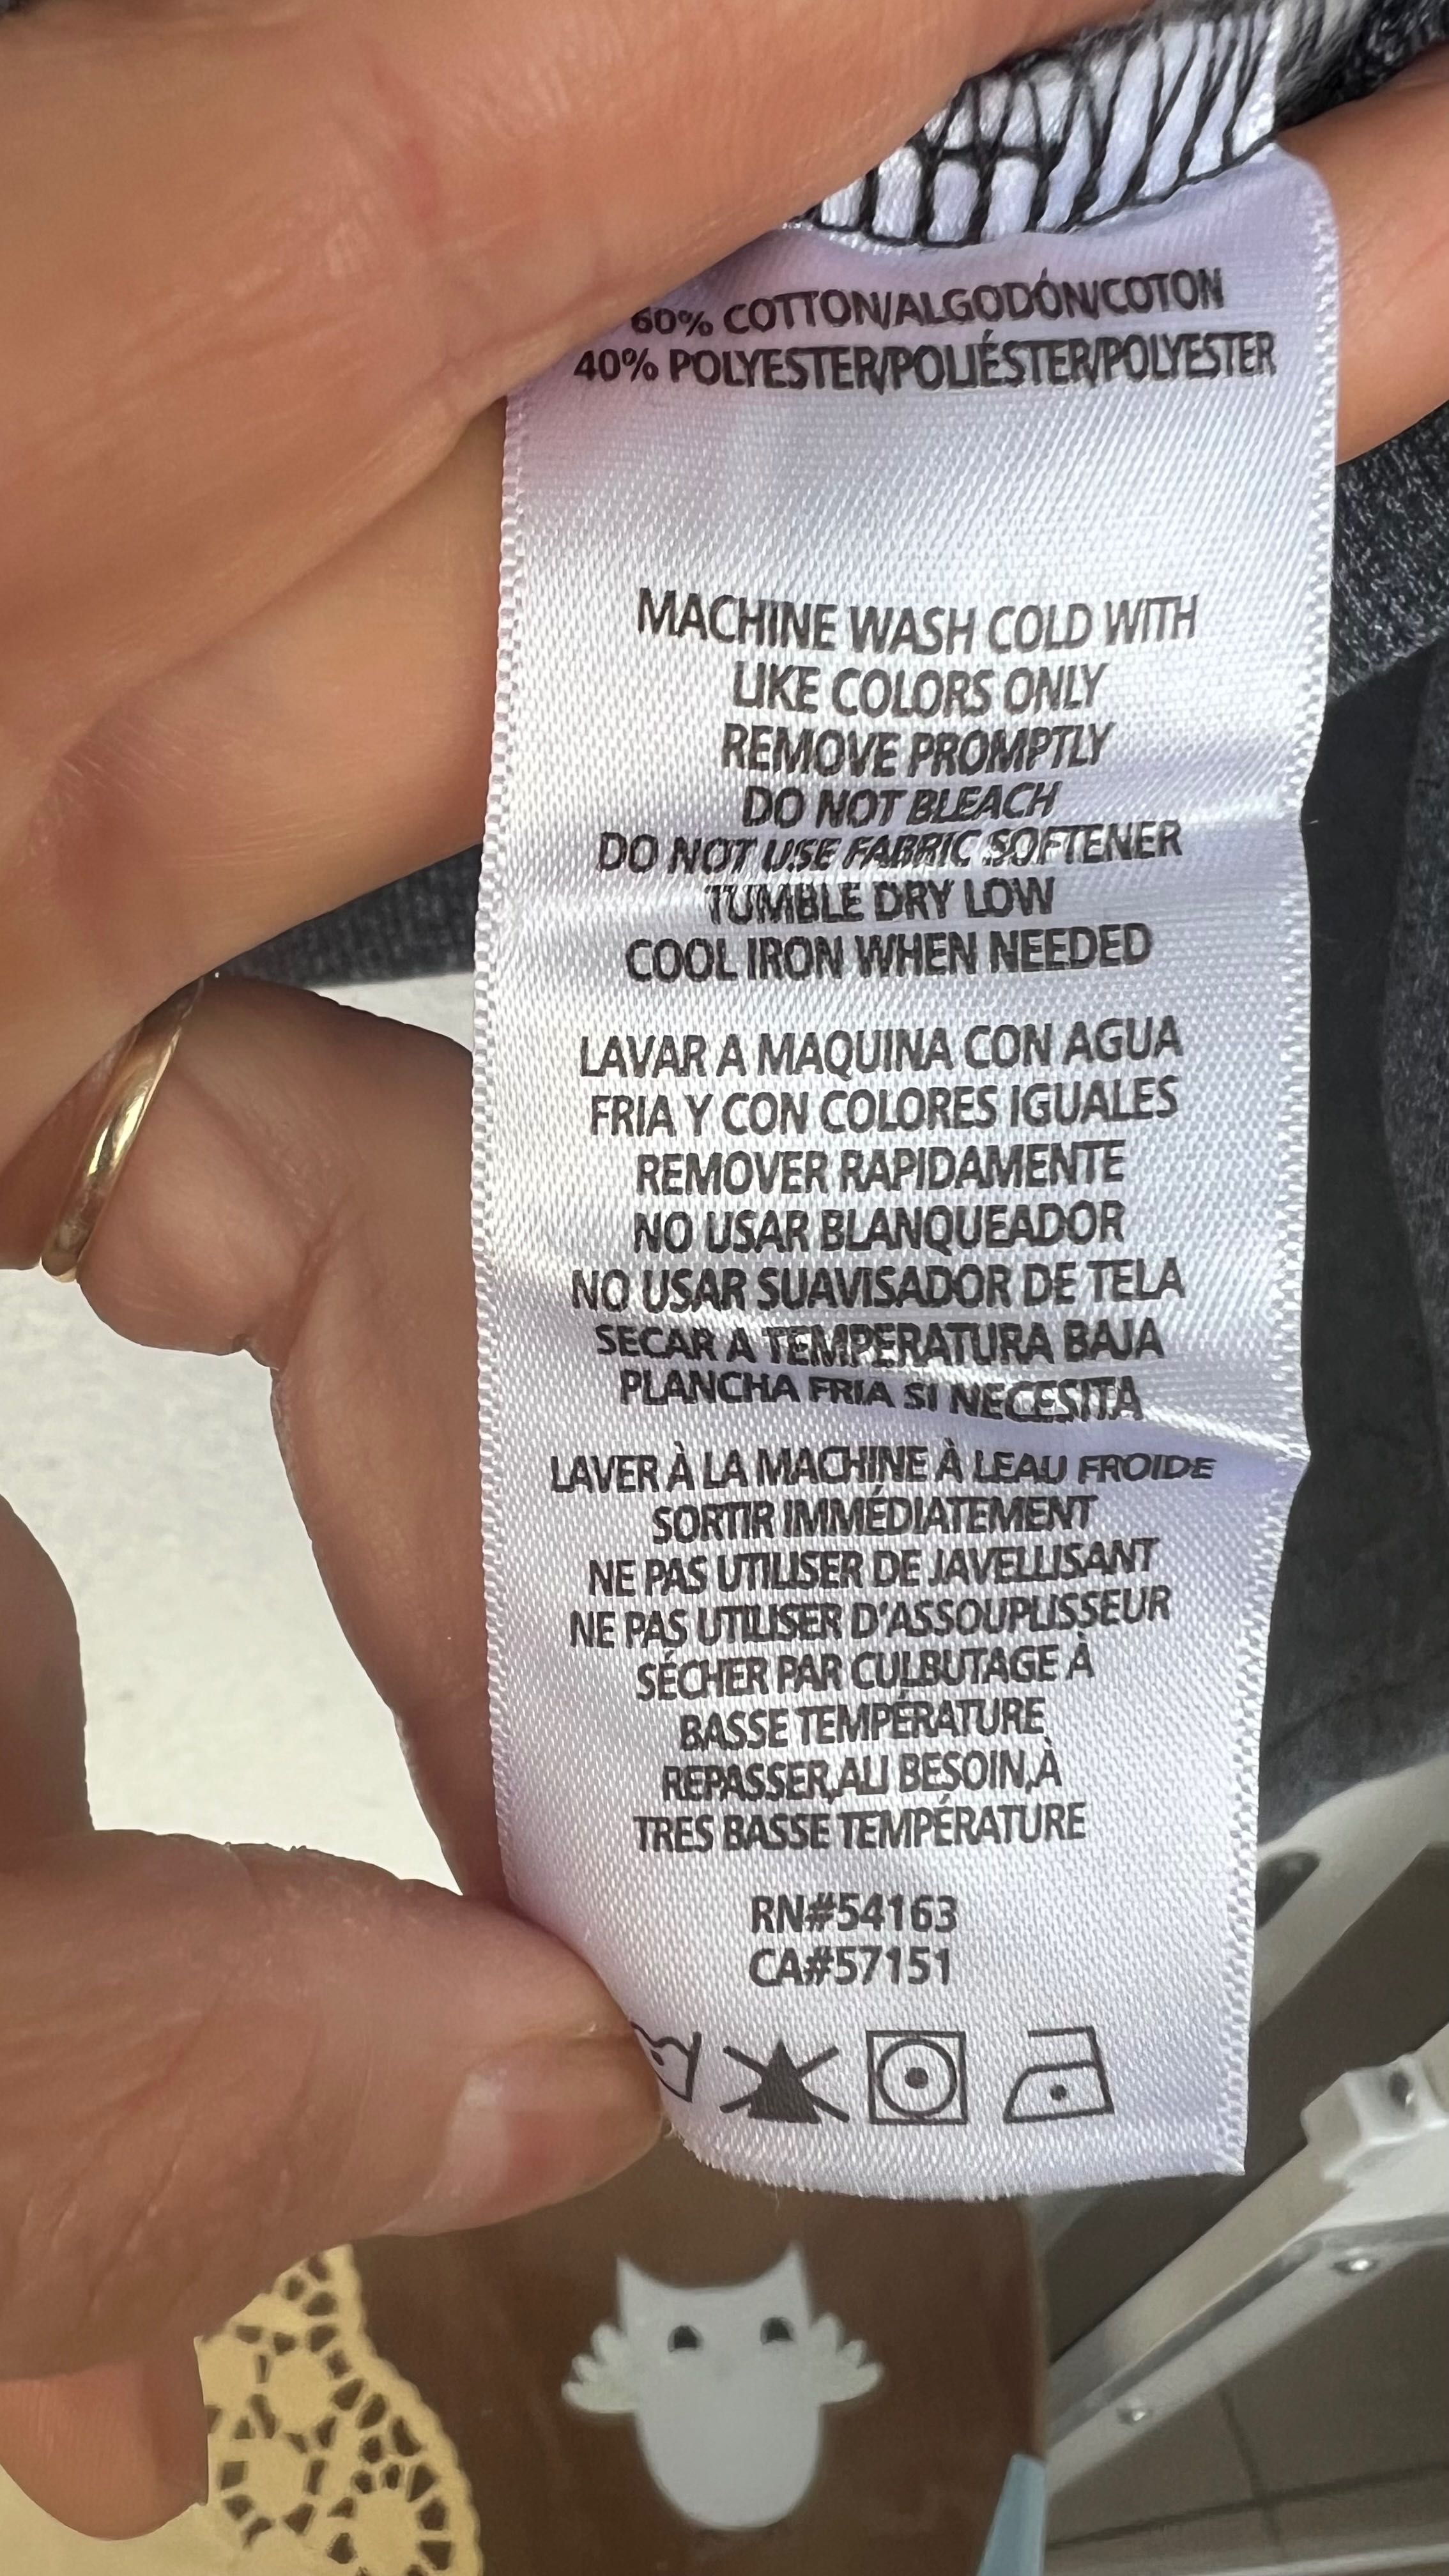 60% COTTON/ALGODÓN/COTON
40% POLYESTER/POLIÉSTER/POLYESTER
MACHINE WASH COLD WITH
LIKE COLORS ONLY
REMOVE PROMPTLY
DO NOT BLEACH
DO NOT USE FABRIC SOFTENER
TUMBLE DRY LOW
COOL IRON WHEN NEEDED
LAVAR A MAQUINA CON AGUA
FRIA Y CON COLORES IGUALES
REMOVER RAPIDAMENTE
NO USAR BLANQUEADOR
NO USAR SUAVISADOR DE TELA
SECAR A TEMPERATURA BAJA
PLANCHA FRIA SI NECESITA
LAVER À LA MACHINE À LEAU FROIDE
SORTIR IMMÉDIATEMENT
NE PAS UTILISER DE JAVELLISANT
NE PAS UTILISER D'ASSOUPLISSEUR
SÉCHER PAR CULBUTAGE À
BASSE TEMPÉRATURE
REPASSER,AU BESOIN,À
TRES BASSE TEMPÉRATURE
RN#54163
CA#57151